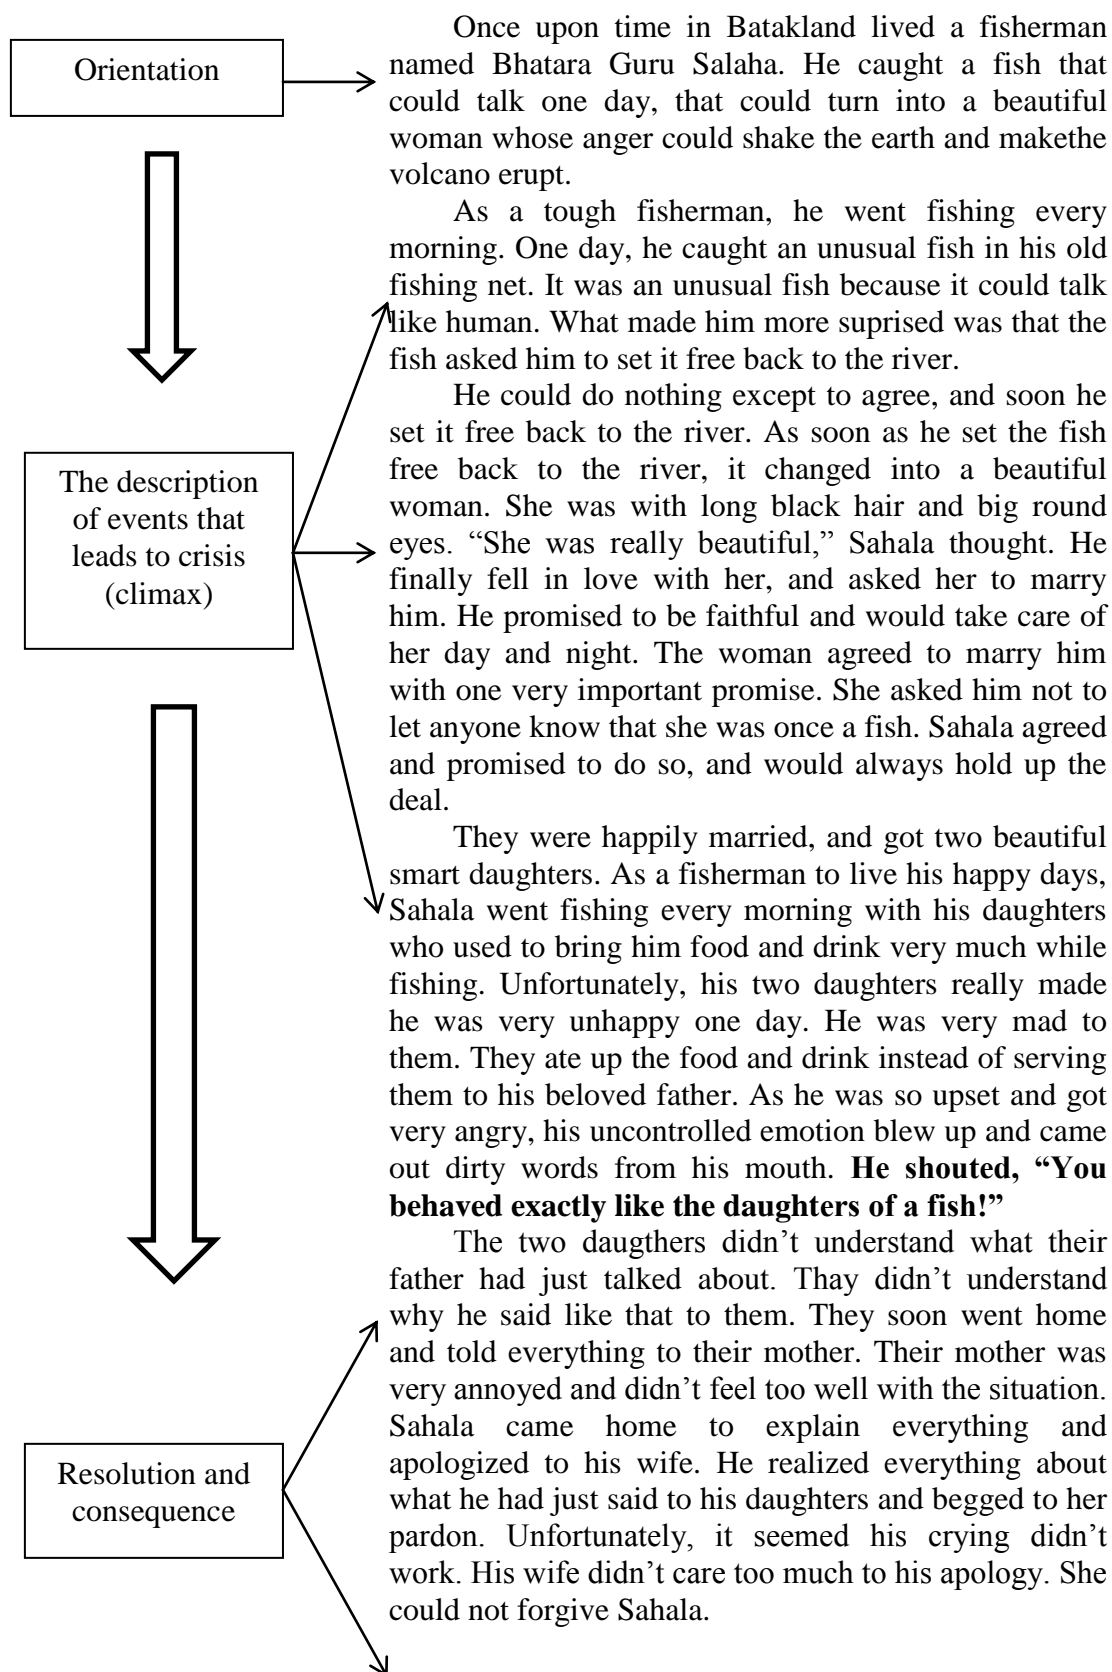 Orientation
Once upon time in Batakland lived a fisherman
named Bhatara Guru Salaha. He caught a fish that
could talk one day, that could turn into a beautiful
woman whose anger could shake the earth and makethe
volcano erupt.
As a tough fisherman, he went fishing every
morning. One day, he caught an unusual fish in his old
fishing net. It was an unusual fish because it could talk
like human. What made him more suprised was that the
fish asked him to set it free back to the river.
The description
of events that
leads to crisis
(climax)
He could do nothing except to agree, and soon he
set it free back to the river. As soon as he set the fish
free back to the river, it changed into a beautiful
woman. She was with long black hair and big round
eyes. “She was really beautiful,” Sahala thought. He
finally fell in love with her, and asked her to marry
him. He promised to be faithful and would take care of
her day and night. The woman agreed to marry him
with one very important promise. She asked him not to
let anyone know that she was once a fish. Sahala agreed
and promised to do so, and would always hold up the
deal.
They were happily married, and got two beautiful
smart daughters. As a fisherman to live his happy days,
Sahala went fishing every morning with his daughters
who used to bring him food and drink very much while
fishing. Unfortunately, his two daughters really made
he was very unhappy one day. He was very mad to
them. They ate up the food and drink instead of serving
them to his beloved father. As he was so upset and got
very angry, his uncontrolled emotion blew up and came
out dirty words from his mouth. He shouted, “You
behaved exactly like the daughters of a fish!”
Resolution and
consequence
The two daugthers didn’t understand what their
father had just talked about. Thay didn’t understand
why he said like that to them. They soon went home
and told everything to their mother. Their mother was
very annoyed and didn’t feel too well with the situation.
Sahala came home to explain everything and
apologized to his wife. He realized everything about
what he had just said to his daughters and begged to her
pardon. Unfortunately, it seemed his crying didn’t
work. His wife didn’t care too much to his apology. She
could not forgive Sahala.